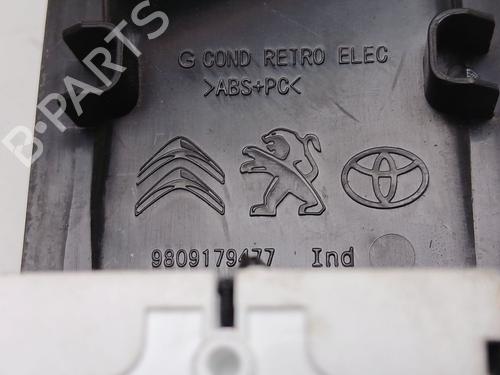 G COND RETRO ELEC
>ABS+PC<
B-PARTS
9809179477 Ind